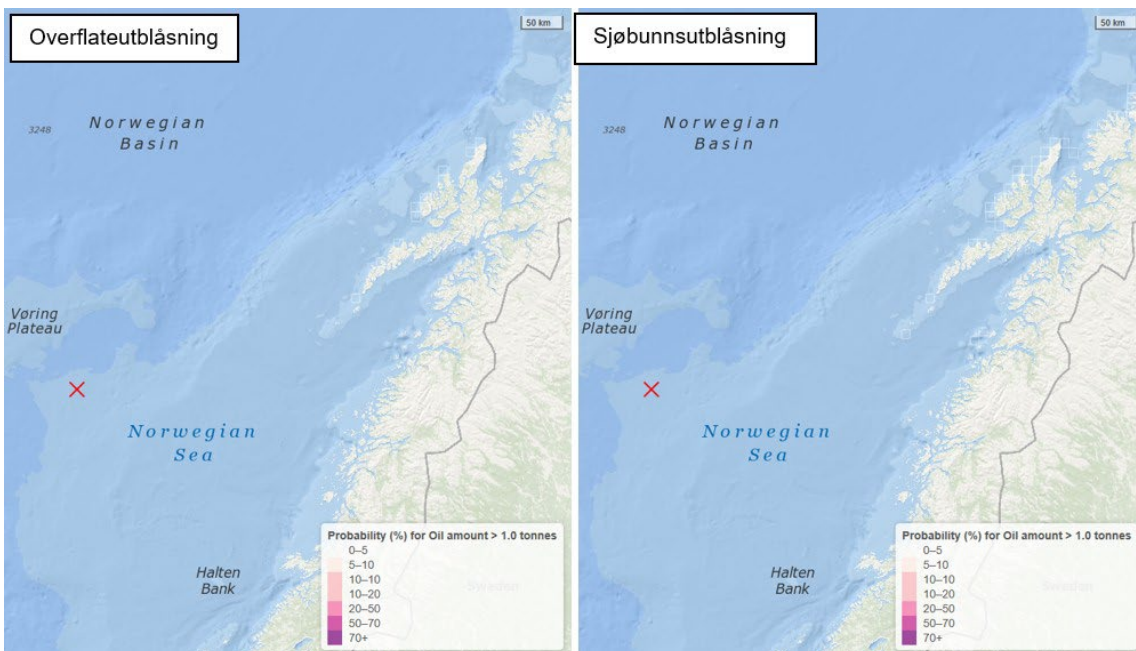 Overflateutblåsning
50 km
3248
Norwegian
Basin
Vøring
Plateau
Norwegian
Sea
Halten
Bank
Probability (%) for Oil amount > 1.0 tonnes
0–5
5–10
10–10
10–20
20–50
50–70
70+
Sweden
Sjøbunnsutblåsning
50 km
3248
Norwegian
Basin
Vøring
Plateau
Norwegian
Sea
Halten
Bank
Probability (%) for Oil amount > 1.0 tonnes
0–5
5–10
10–10
10–20
20–50
50–70
70+
Sweden